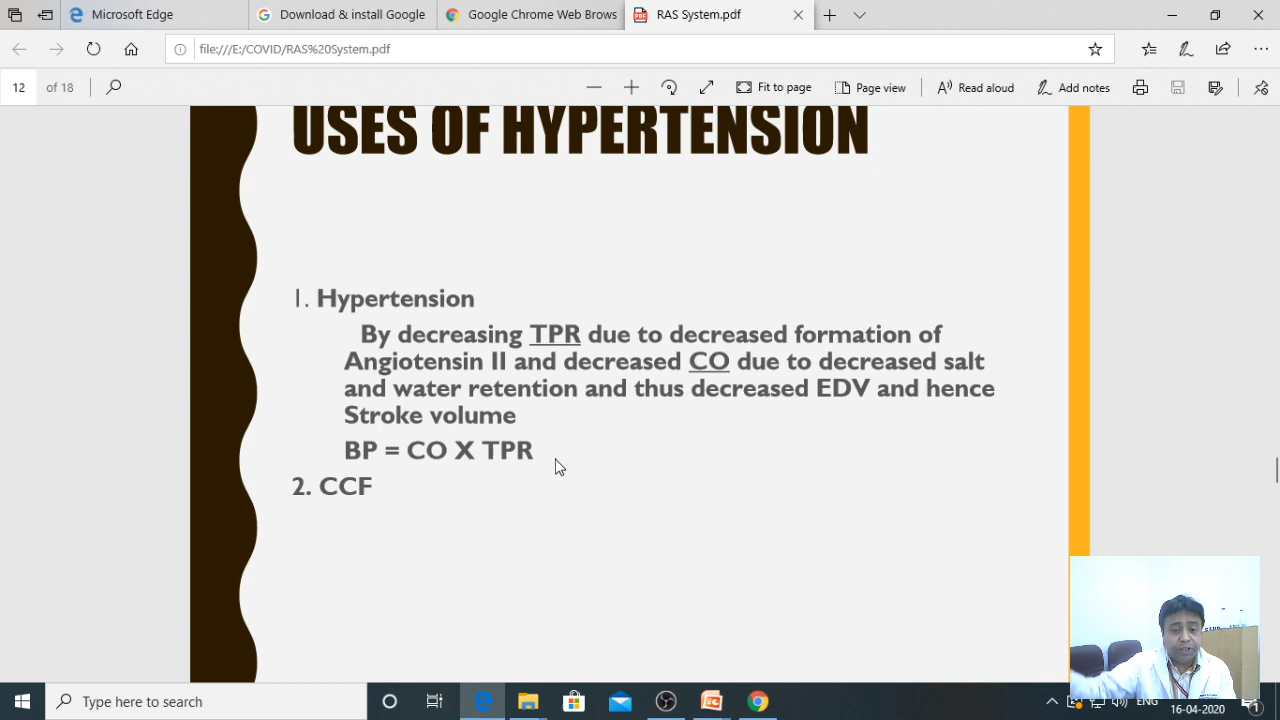 Microsoft Edge
Download & install Google
Google Chrome Web Brows
RAS System.pdf
file:///E:/COVID/RAS%20System.pdf
12 of 18
Fit to page
Page view
Read aloud
Add notes
USES OF HYPERTENSION
1. Hypertension
By decreasing TPR due to decreased formation of
Angiotensin II and decreased CO due to decreased salt
and water retention and thus decreased EDV and hence
Stroke volume
BP = CO X TPR
2. CCF
Type here to search
ENG
16-04-2020